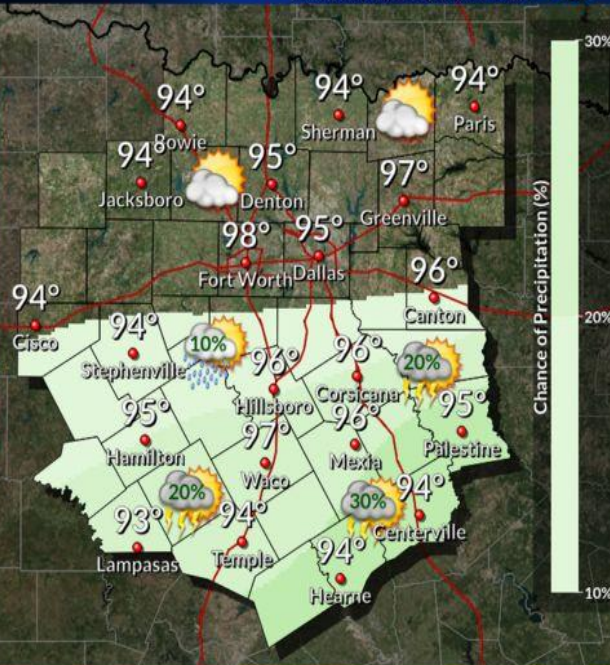 30%
94°
Bowie
94°
Sherman
94°
Paris
94°
Jacksboro
95°
Denton
97°
Greenville
98°
Fort Worth
95°
Dallas
96°
Canton
94°
Cisco
94°
Stephenville
10%
96°
Hillsboro
96°
Corsicana
20%
95°
Hamilton
97°
Waco
96°
Mexia
95°
Palestine
20%
93°
Lampasas
94°
Temple
30%
94°
Centerville
94°
Hearne
Chance of Precipitation (%)
20%
10%